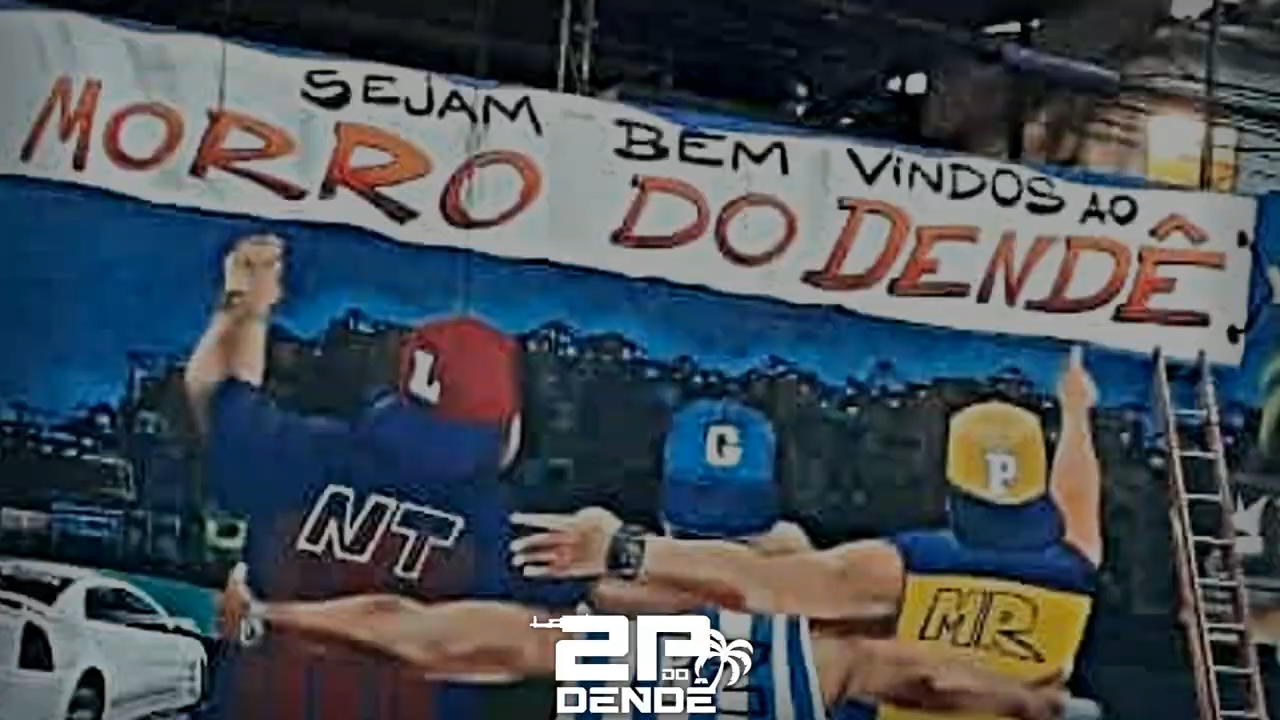 SEJAM BEM VINDOS AO
MORRO DO DENDÊ
L
G
P
NT
MR
2P
DO
DENDÊ